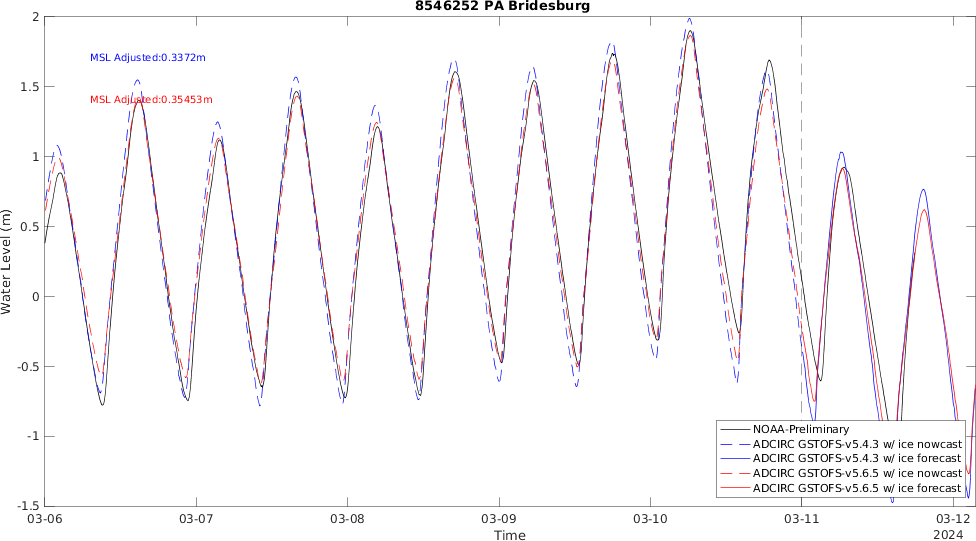 8546252 PA Bridesburg
MSL Adjusted:0.3372m
MSL Adjusted:0.35453m
Water Level (m)
2
1.5
1
0.5
0
-0.5
-1
-1.5
NOAA-Preliminary
ADCIRC GSTOFS-v5.4.3 w/ ice nowcast
ADCIRC GSTOFS-v5.4.3 w/ ice forecast
ADCIRC GSTOFS-v5.6.5 w/ ice nowcast
ADCIRC GSTOFS-v5.6.5 w/ ice forecast
03-06 03-07 03-08 03-09 03-10 03-11 03-12
Time
2024